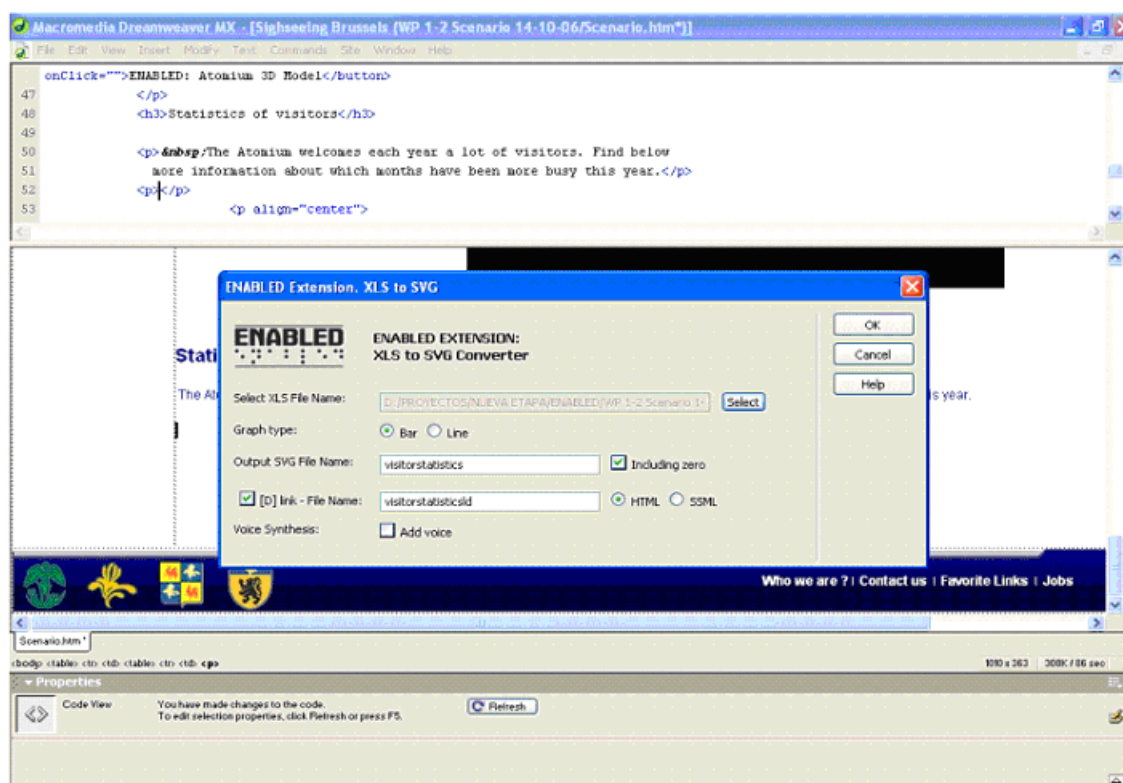 Macromedia Dreamweaver MX - [Sighseeing Brussels (WP 1-2 Scenario 14-10-06/Scenario.htm*)]
File Edit View Insert Modify Text Commands Site Window Help
onClick="">ENABLED: Atomium 3D Model</button>
47 </p>
48 <h3>Statistics of visitors</h3>
49
50 <p>&nbsp;The Atomium welcomes each year a lot of visitors. Find below
51 more information about which months have been more busy this year.</p>
52 <p></p>
53 <p align="center">
ENABLED Extension. XLS to SVG
ENABLED
ENABLED EXTENSION:
XLS to SVG Converter
OK
Cancel
Help
Stati
The At
is year.
Select XLS File Name: D:/PROYECTOS/NUEVA ETAPA/ENABLED/WP 1-2 Scenario 1- Select
Graph type: Bar Line
Output SVG File Name: visitorstatistics Including zero
[D] link - File Name: visitorstatisticsld HTML SSML
Voice Synthesis: Add voice
Who we are ? | Contact us | Favorite Links | Jobs
Scenario.htm*
<body> <table> <tr> <td> <table> <tr> <td> <p>
1010 x 363 308K / 86 sec
Properties
Code View You have made changes to the code. Refresh
To edit selection properties, click Refresh or press F5.